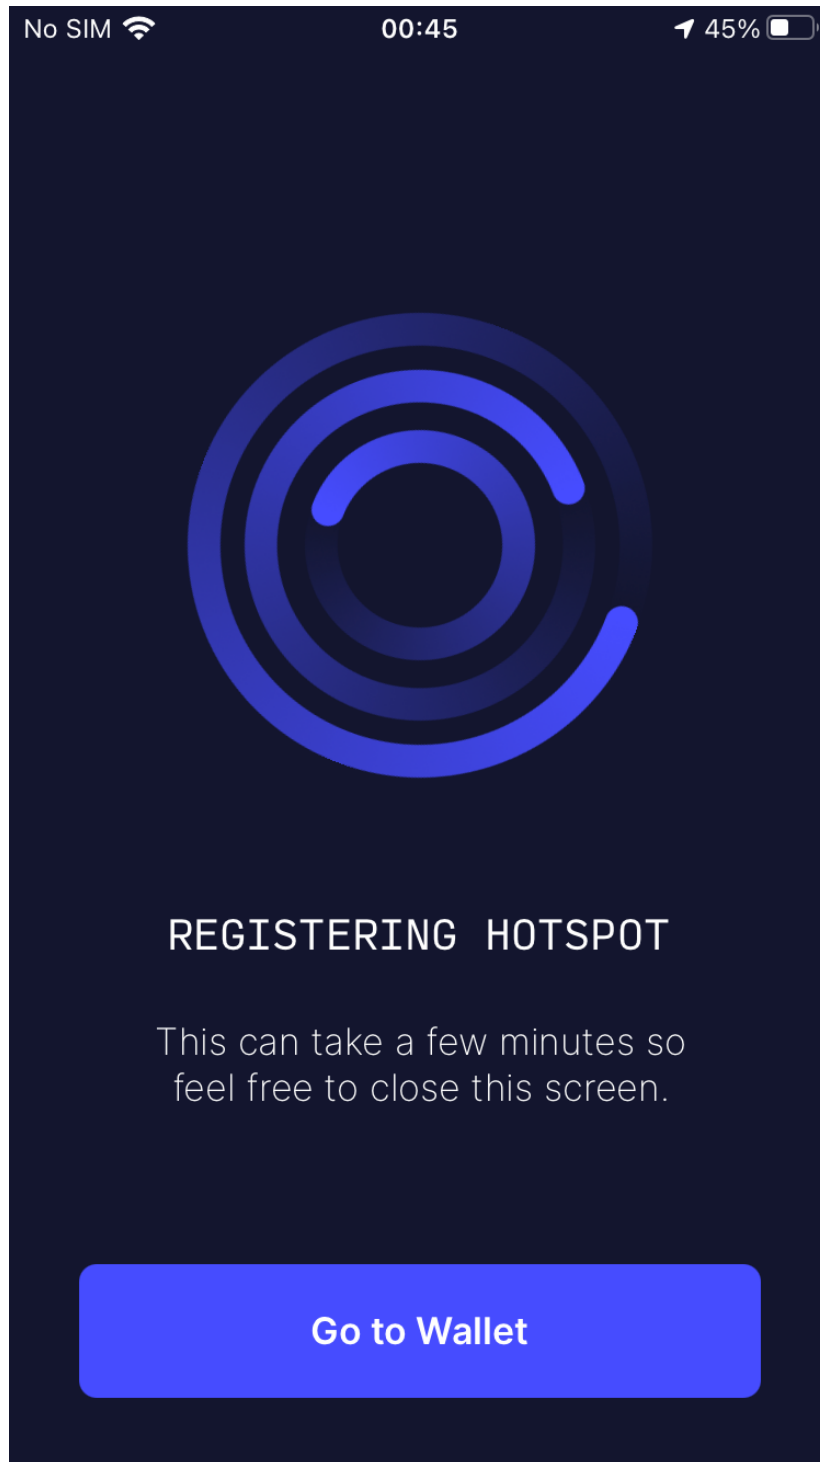 No SIM 00:45 45%
REGISTERING HOTSPOT
This can take a few minutes so
feel free to close this screen.
Go to Wallet